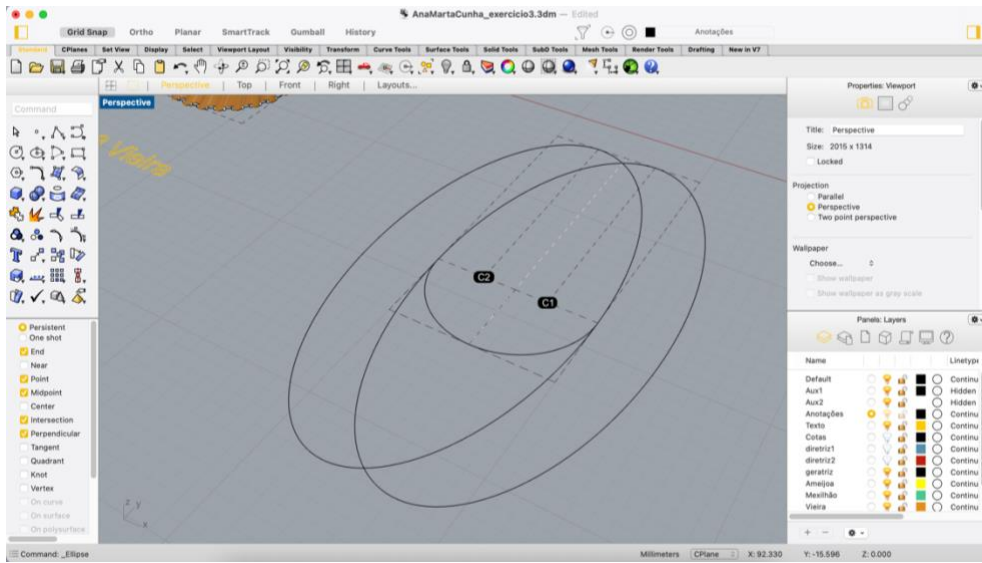 AnaMartaCunha_exercicio3.3dm — Edited
Grid Snap Ortho Planar SmartTrack Gumball History Anotações
Standard CPlanes Set View Display Select Viewport Layout Visibility Transform Curve Tools Surface Tools Solid Tools SubD Tools Mesh Tools Render Tools Drafting New in V7
Perspective | Top | Front | Right | Layouts...
Properties: Viewport
Command
Perspective
Vieira
Title: Perspective
Size: 2015 x 1314
Locked
Projection
Parallel
Perspective
Two point perspective
Wallpaper
Choose...
Show wallpaper
Show wallpaper as gray scale
C2
C1
Persistent
One shot
End
Near
Point
Midpoint
Center
Intersection
Perpendicular
Tangent
Quadrant
Knot
Vertex
On curve
On surface
On polysurface
Panels: Layers
Name Linetype
Default Continu
Aux1 Hidden
Aux2 Hidden
Anotações Continu
Texto Continu
Cotas Continu
diretriz1 Continu
diretriz2 Continu
geratriz Continu
Ameijoa Continu
Mexilhão Continu
Vieira Continu
z y
x
Command: _Ellipse Millimeters CPlane X: 92.330 Y: -15.596 Z: 0.000